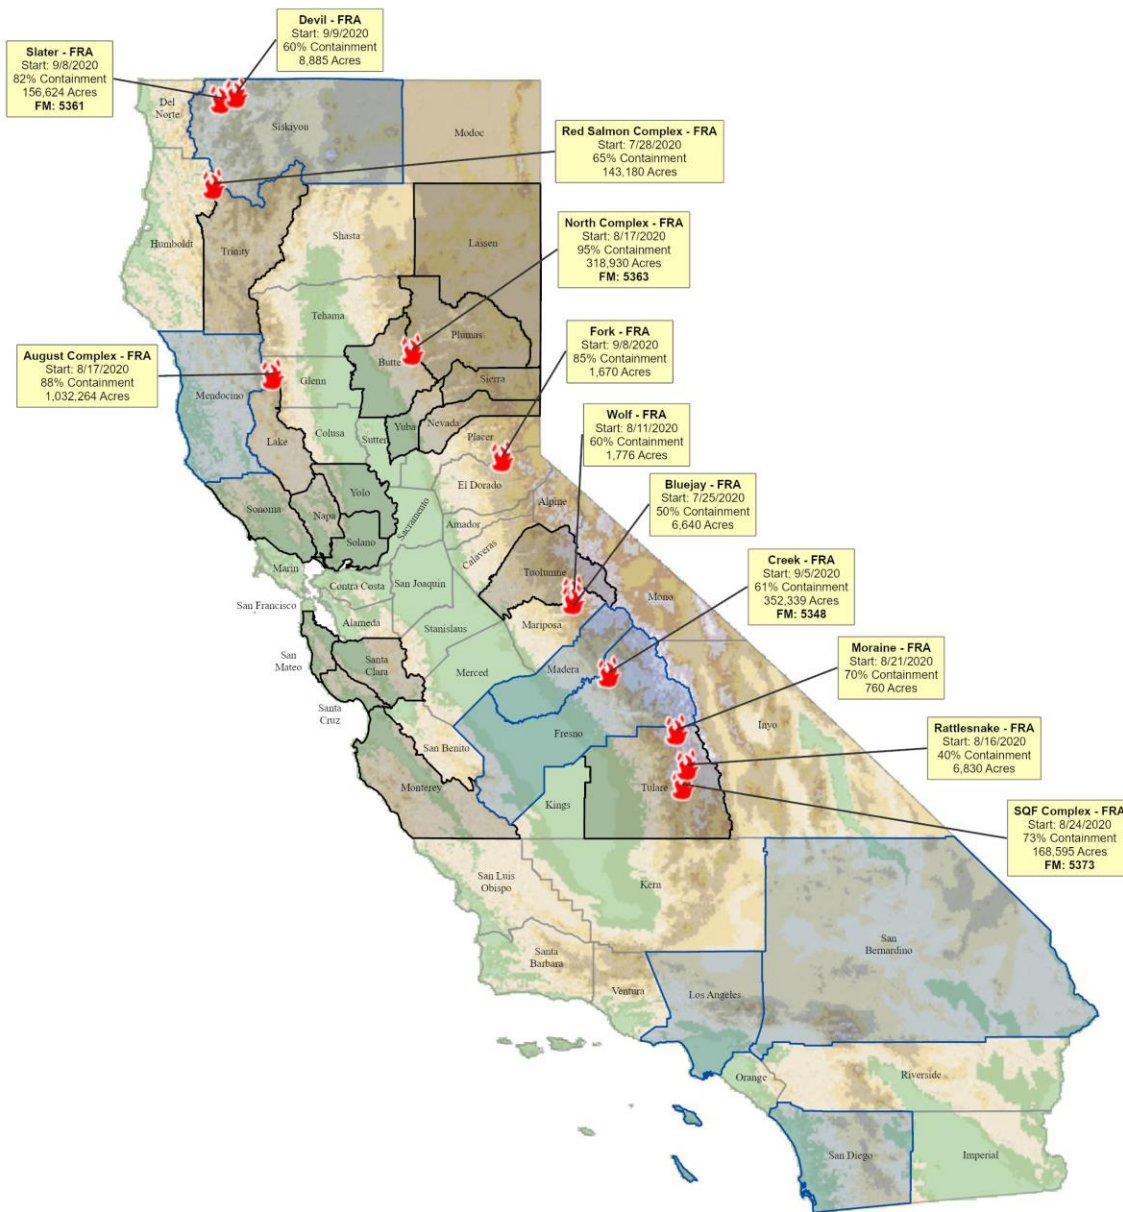 Devil - FRA
Start: 9/9/2020
60% Containment
8,885 Acres
Slater - FRA
Start: 9/8/2020
82% Containment
156,624 Acres
FM: 5361
Del
Norte
Siskiyou
Modoc
Red Salmon Complex - FRA
Start: 7/28/2020
65% Containment
143,180 Acres
Humboldt
Trinity
Shasta
Lassen
North Complex - FRA
Start: 8/17/2020
95% Containment
318,930 Acres
FM: 5363
Tehama
Plumas
Butte
Fork - FRA
Start: 9/8/2020
85% Containment
1,670 Acres
August Complex - FRA
Start: 8/17/2020
88% Containment
1,032,264 Acres
Glenn
Sierra
Mendocino
Wolf - FRA
Start: 8/11/2020
60% Containment
1,776 Acres
Lake
Colusa
Sutter
Yuba
Nevada
Placer
El Dorado
Bluejay - FRA
Start: 7/25/2020
50% Containment
6,640 Acres
Sonoma
Napa
Yolo
Solano
Sacramento
Amador
Alpine
Calaveras
Creek - FRA
Start: 9/5/2020
61% Containment
352,339 Acres
FM: 5348
Marin
Contra Costa
San Joaquin
Tuolumne
Mono
San Francisco
Alameda
Stanislaus
Mariposa
San
Mateo
Santa
Clara
Merced
Madera
Moraine - FRA
Start: 8/21/2020
70% Containment
760 Acres
Santa
Cruz
San Benito
Fresno
Inyo
Rattlesnake - FRA
Start: 8/16/2020
40% Containment
6,830 Acres
Monterey
Kings
Tulare
SQF Complex - FRA
Start: 8/24/2020
73% Containment
168,595 Acres
FM: 5373
San Luis
Obispo
Kern
San
Bernardino
Santa
Barbara
Ventura
Los Angeles
Orange
Riverside
San Diego
Imperial